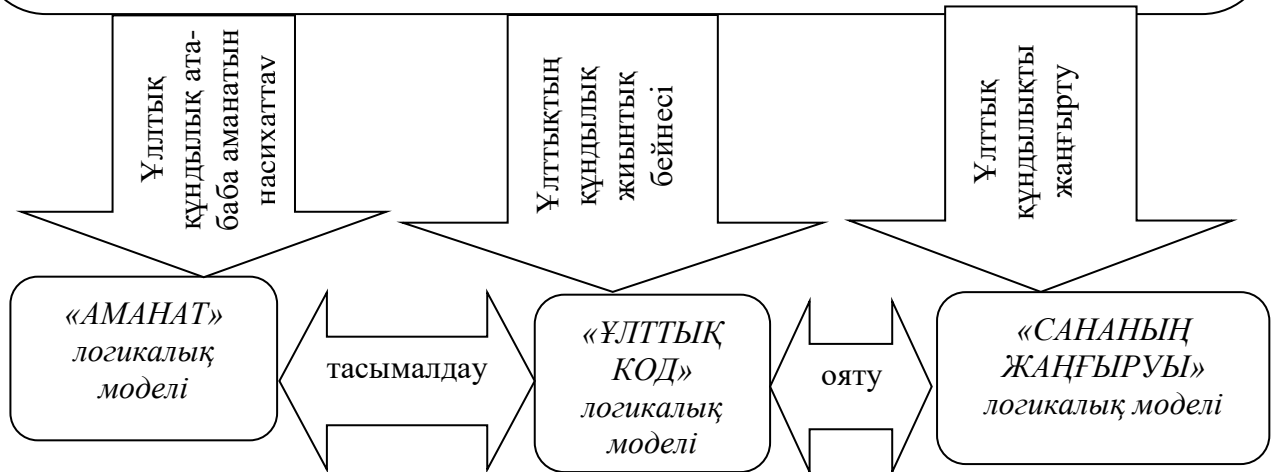 Ұллтық
құндылық ата-
баба аманатын
насихаттау
Ұлттықтың
құндылық
жиынтық
бейнесі
Ұлттық
құндылықты
жаңғырту
«АМАНАТ»
логикалық
моделі
тасымалдау
«ҰЛТТЫҚ
КОД»
логикалық
моделі
ояту
«САНАНЫҢ
ЖАҢҒЫРУЫ»
логикалық моделі